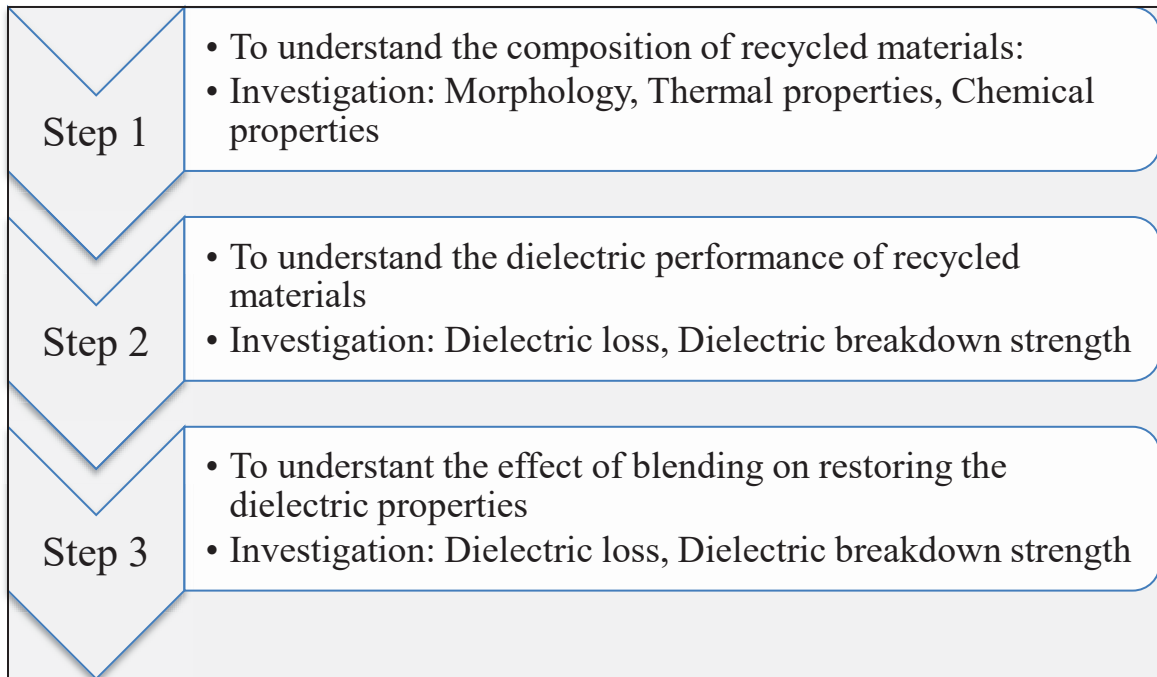 Step 1
• To understand the composition of recycled materials:
• Investigation: Morphology, Thermal properties, Chemical
properties
Step 2
• To understand the dielectric performance of recycled
materials
• Investigation: Dielectric loss, Dielectric breakdown strength
Step 3
• To understant the effect of blending on restoring the
dielectric properties
• Investigation: Dielectric loss, Dielectric breakdown strength